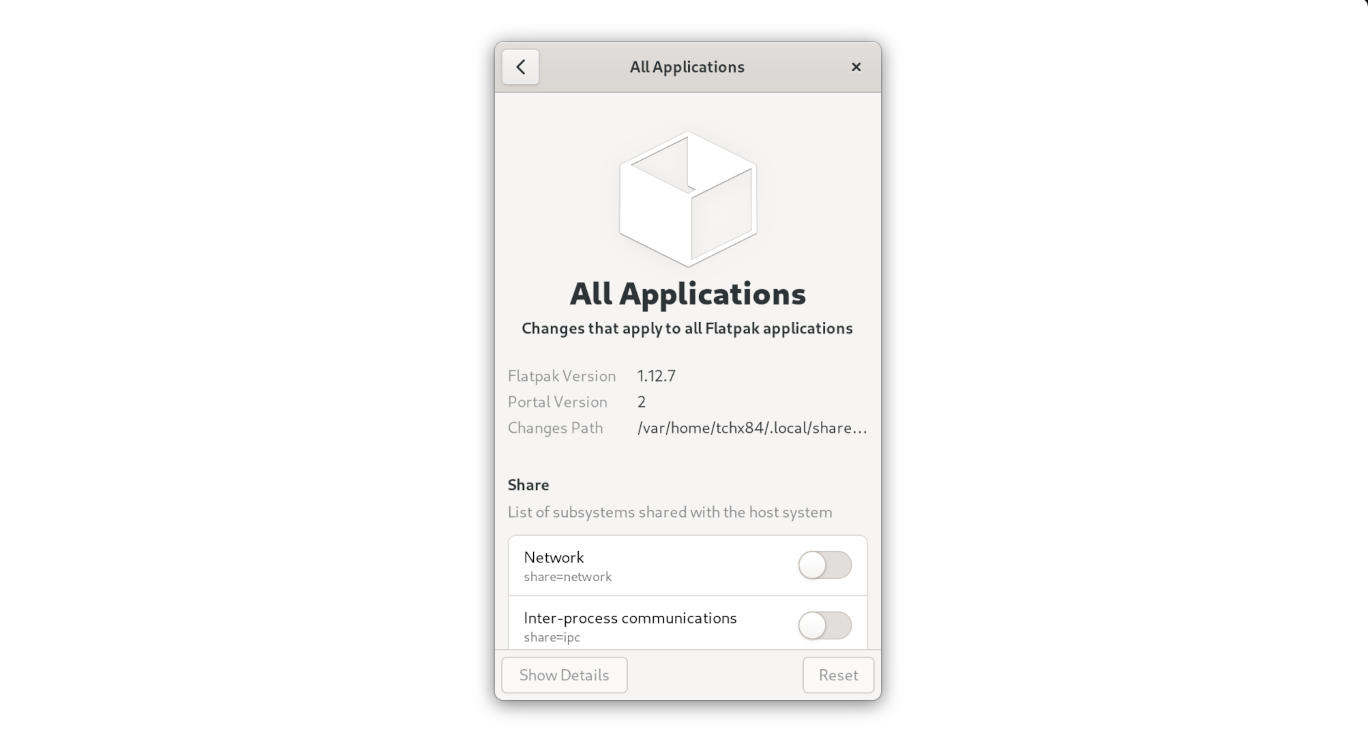 All Applications
All Applications
Changes that apply to all Flatpak applications
Flatpak Version 1.12.7
Portal Version 2
Changes Path /var/home/tchx84/.local/share…
Share
List of subsystems shared with the host system
Network
share=network
Inter-process communications
share=ipc
Show Details Reset